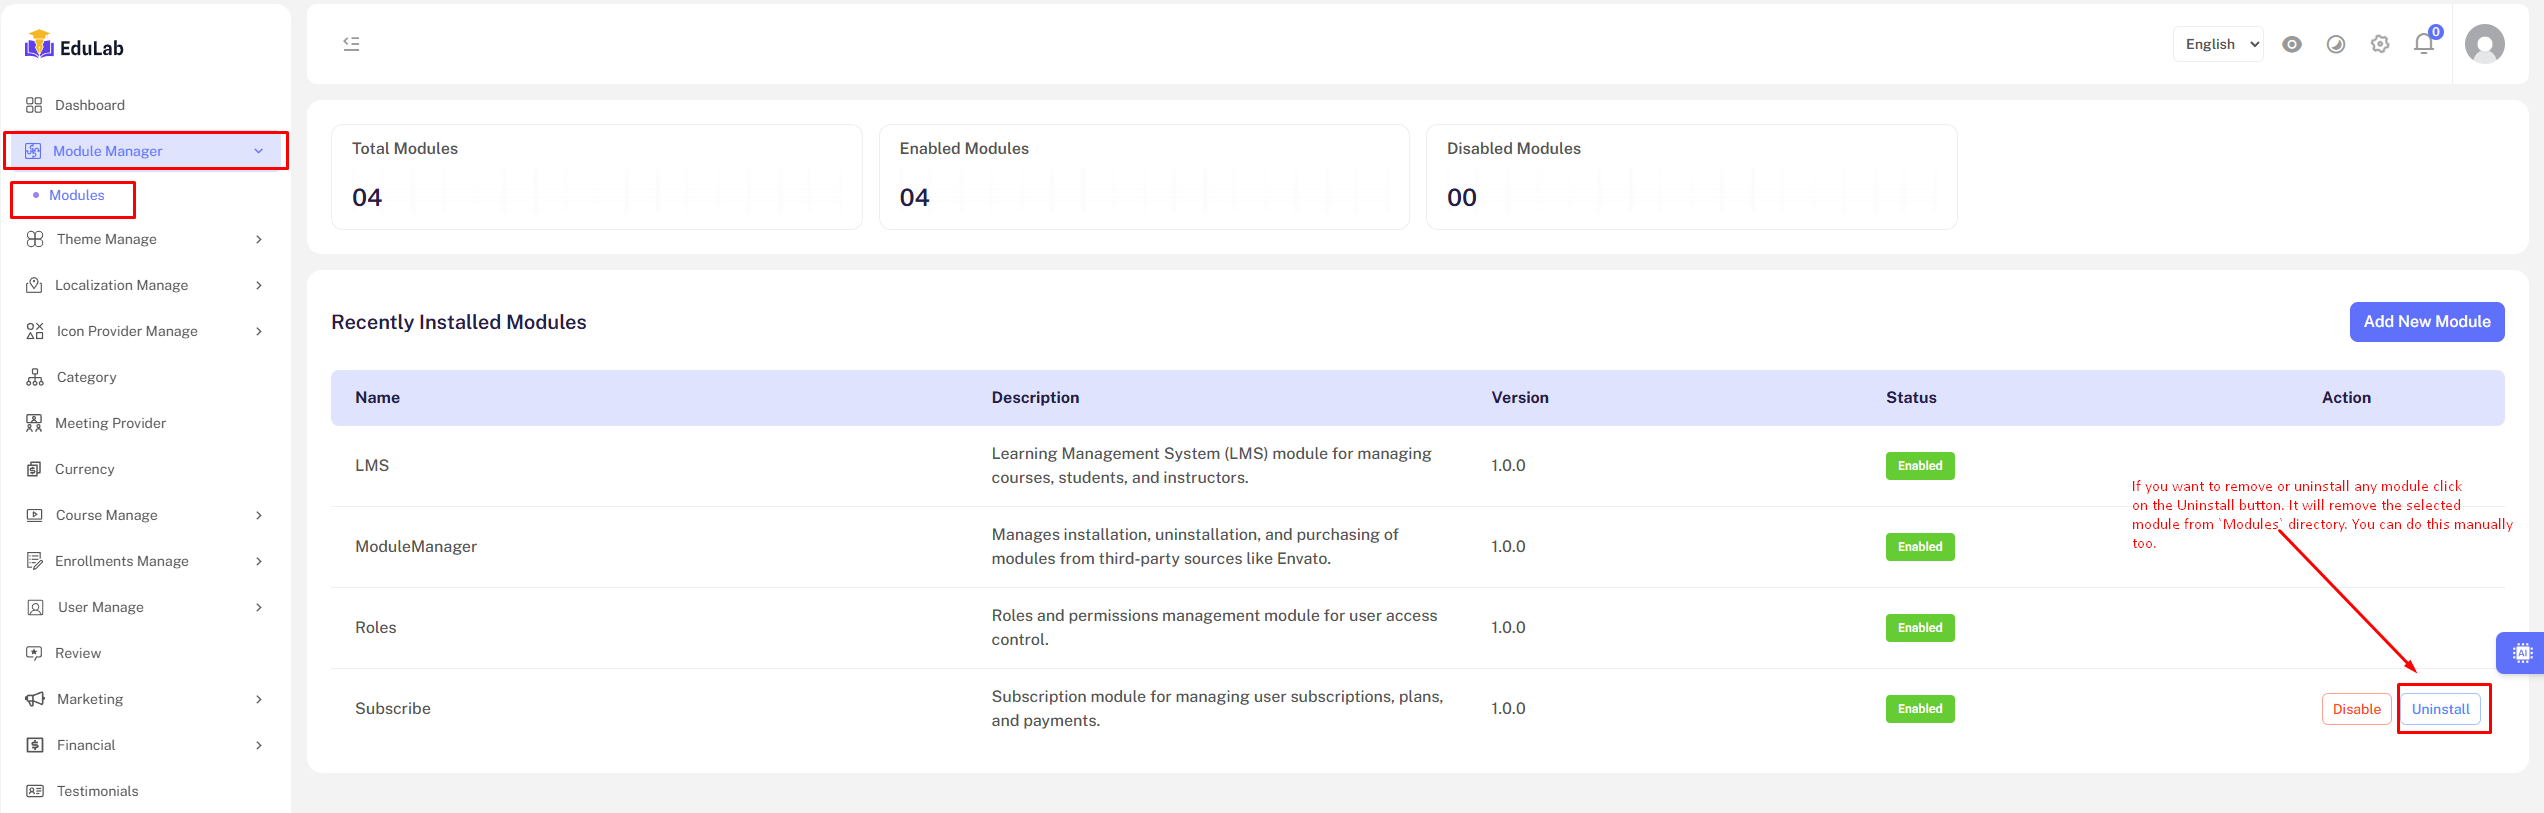 EduLab
English
0
Dashboard
Module Manager
Modules
Theme Manage
Localization Manage
Icon Provider Manage
Category
Meeting Provider
Currency
Course Manage
Enrollments Manage
User Manage
Review
Marketing
Financial
Testimonials
Total Modules
04
Enabled Modules
04
Disabled Modules
00
Recently Installed Modules
Add New Module
Name Description Version Status Action
LMS
Learning Management System (LMS) module for managing
courses, students, and instructors.
1.0.0
Enabled
If you want to remove or uninstall any module click
on the Uninstall button. It will remove the selected
module from `Modules` directory. You can do this manually
too.
ModuleManager
Manages installation, uninstallation, and purchasing of
modules from third-party sources like Envato.
1.0.0
Enabled
Roles
Roles and permissions management module for user access
control.
1.0.0
Enabled
AI
Subscribe
Subscription module for managing user subscriptions, plans,
and payments.
1.0.0
Enabled
Disable
Uninstall